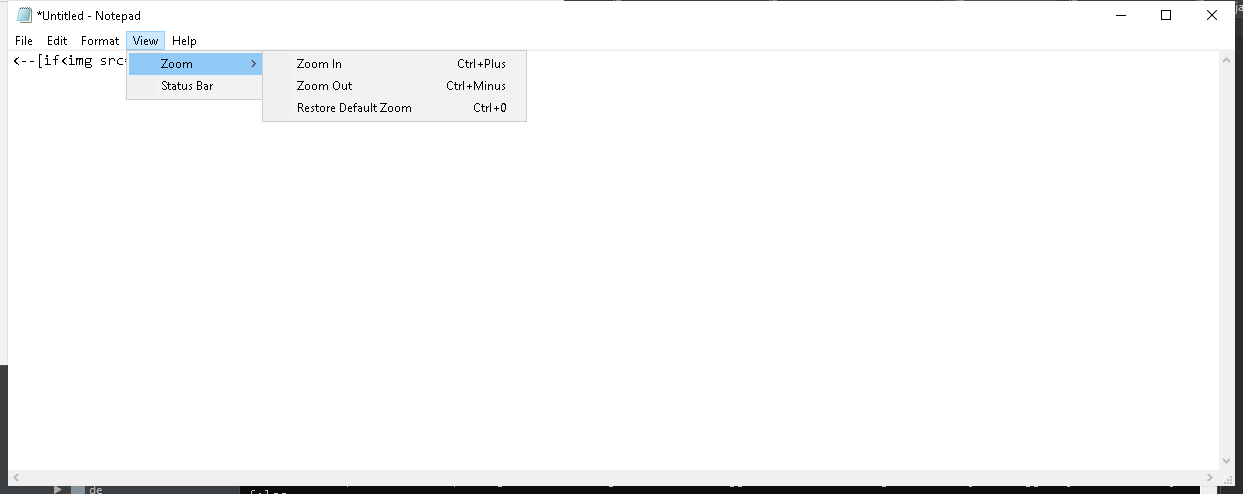 *Untitled - Notepad
File Edit Format View Help
<--[if<img src=
Zoom
Status Bar
Zoom In Ctrl+Plus
Zoom Out Ctrl+Minus
Restore Default Zoom Ctrl+0
de